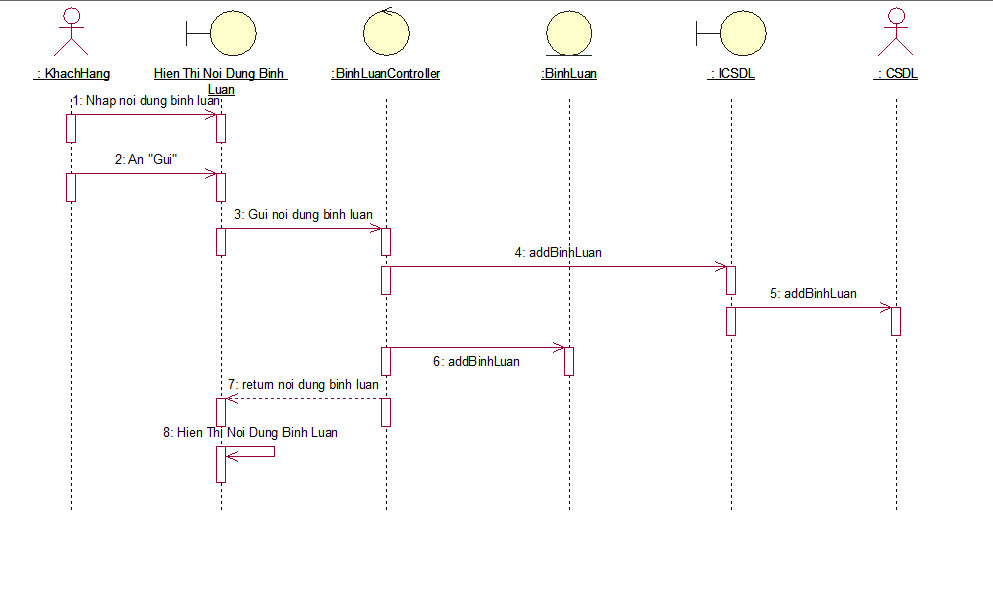 : KhachHang
Hien Thi Noi Dung Binh
Luan
:BinhLuanController
:BinhLuan
: ICSDL
: CSDL
1: Nhap noi dung binh luan
2: An "Gui"
3: Gui noi dung binh luan
4: addBinhLuan
5: addBinhLuan
6: addBinhLuan
7: return noi dung binh luan
8: Hien Thi Noi Dung Binh Luan